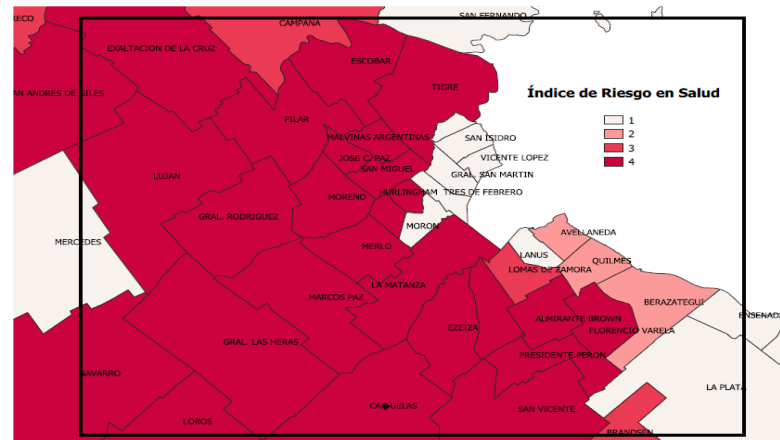 RECO
CAMPANA
SAN FERNANDO
EXALTACION DE LA CRUZ
ESCOBAR
TIGRE
AN ANDRES DE GILES
Índice de Riesgo en Salud
1
2
3
4
PILAR
MALVINAS ARGENTINAS
SAN ISIDRO
JOSE C. PAZ
VICENTE LOPEZ
SAN MIGUEL
GRAL. SAN MARTIN
LUJAN
MORENO
HURLINGHAM
TRES DE FEBRERO
GRAL. RODRIGUEZ
MORON
MERCEDES
MERLO
AVELLANEDA
LANUS
QUILMES
LOMAS DE ZAMORA
LA MATANZA
MARCOS PAZ
BERAZATEGUI
ALMIRANTE BROWN
ENSENADA
EZEIZA
FLORENCIO VARELA
GRAL. LAS HERAS
PRESIDENTE PERON
NAVARRO
LA PLATA
CA�UELAS
SAN VICENTE
LOBOS
BRANDSEN